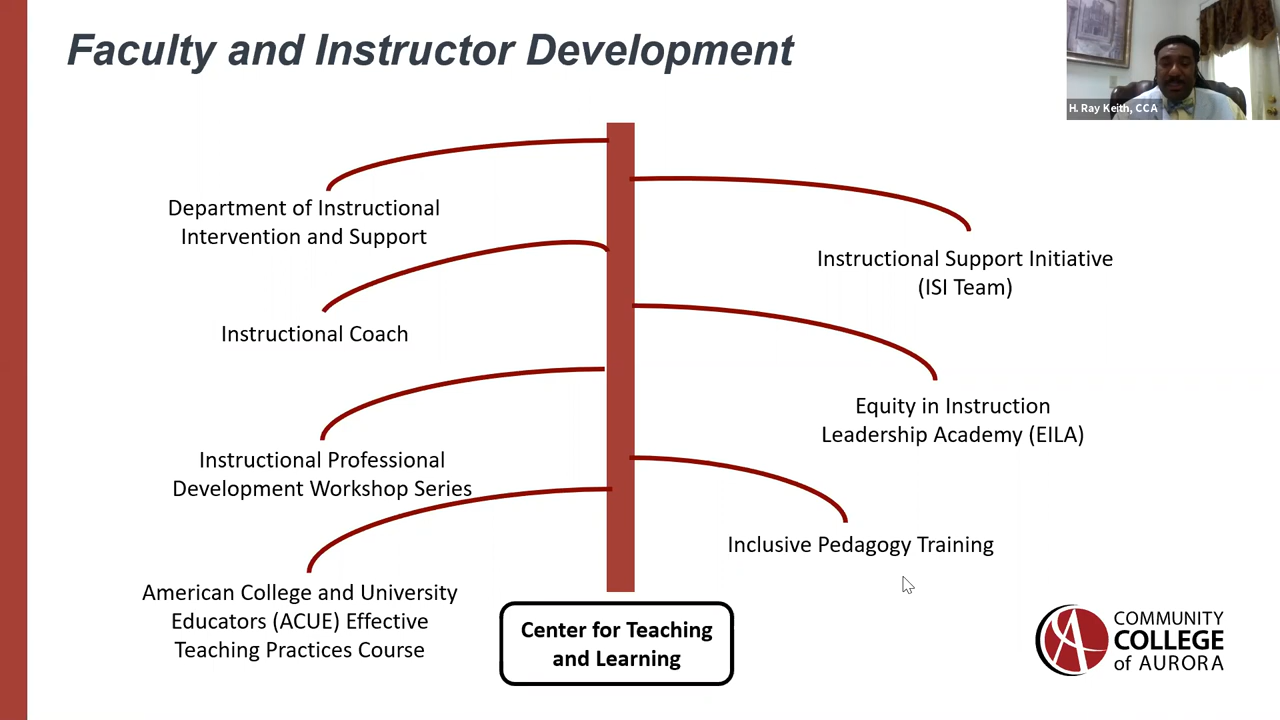 Faculty and Instructor Development
H. Ray Keith, CCA
Department of Instructional
Intervention and Support
Instructional Support Initiative
(ISI Team)
Instructional Coach
Equity in Instruction
Leadership Academy (EILA)
Instructional Professional
Development Workshop Series
Inclusive Pedagogy Training
American College and University
Educators (ACUE) Effective
Teaching Practices Course
Center for Teaching
and Learning
COMMUNITY
COLLEGE
of AURORA